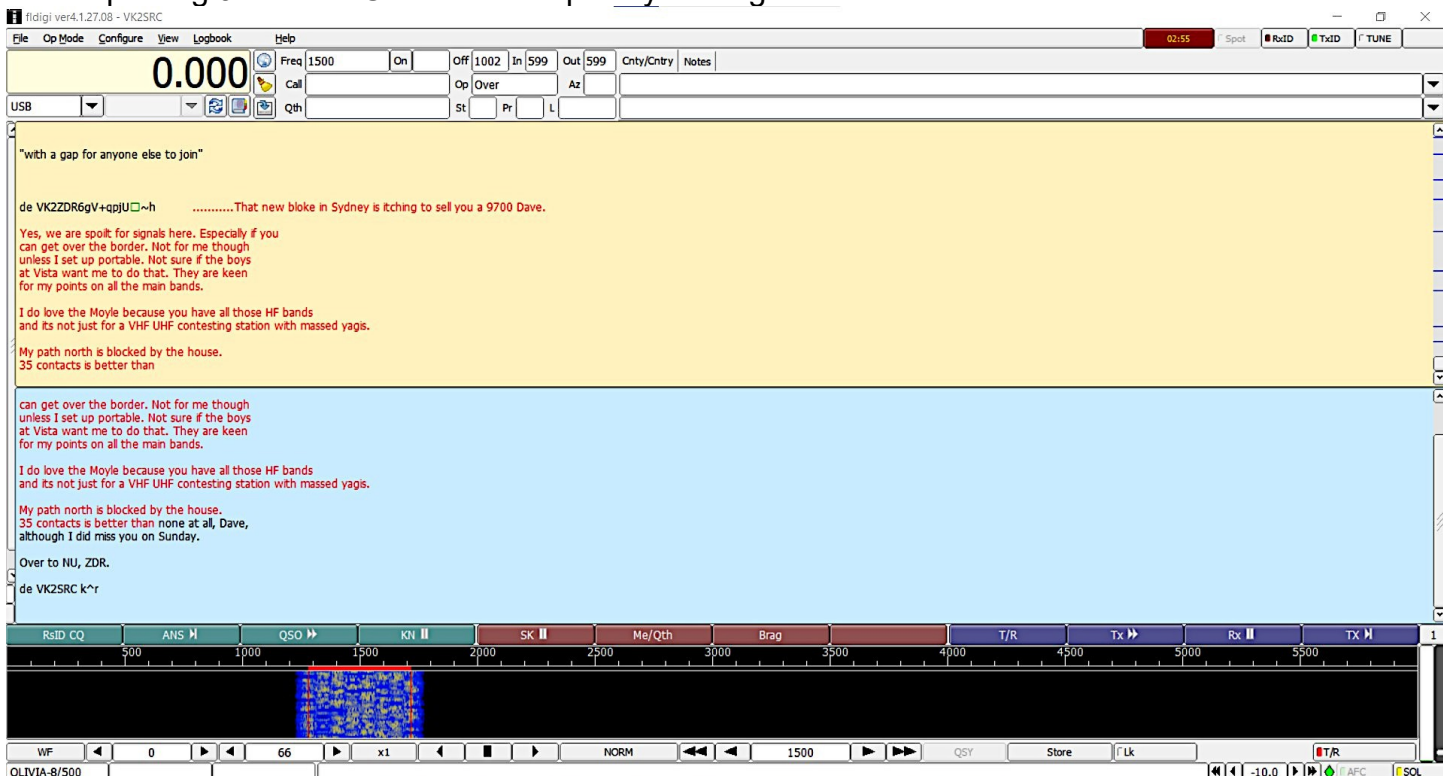 fldigi ver4.1.27.08 - VK2SRC
File Op Mode Configure View Logbook Help
02:55 Spot RxID TxID TUNE
0.000
Freq 1500 On Off 1002 In 599 Out 599 Cnty/Cntry Notes
Call Op Over Az
USB Qth St Pr L
"with a gap for anyone else to join"
de VK2ZDR6gV+qpjU□~h ...........That new bloke in Sydney is itching to sell you a 9700 Dave.
Yes, we are spoilt for signals here. Especially if you
can get over the border. Not for me though
unless I set up portable. Not sure if the boys
at Vista want me to do that. They are keen
for my points on all the main bands.
I do love the Moyle because you have all those HF bands
and its not just for a VHF UHF contesting station with massed yagis.
My path north is blocked by the house.
35 contacts is better than
can get over the border. Not for me though
unless I set up portable. Not sure if the boys
at Vista want me to do that. They are keen
for my points on all the main bands.
I do love the Moyle because you have all those HF bands
and its not just for a VHF UHF contesting station with massed yagis.
My path north is blocked by the house.
35 contacts is better than none at all, Dave,
although I did miss you on Sunday.
Over to NU, ZDR.
de VK2SRC k^r
RsID CQ ANS QSO KN SK Me/Qth Brag T/R Tx Rx TX 1
500 1000 1500 2000 2500 3000 3500 4000 4500 5000 5500
WF 0 66 x1 NORM 1500 QSY Store Lk T/R
OLIVIA-8/500 -10.0 AFC SQL